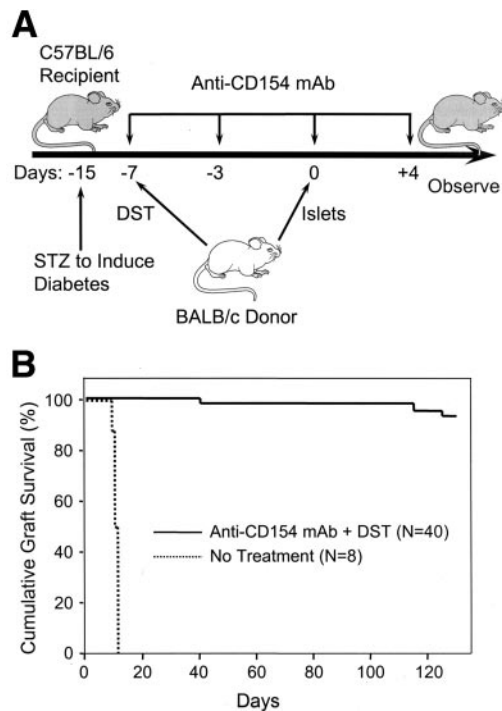 A
C57BL/6
Recipient
Anti-CD154 mAb
Days: -15 -7 -3 0 +4
Observe
DST
Islets
STZ to Induce
Diabetes
BALB/c Donor
B
100
80
60
40
20
0
Cumulative Graft Survival (%)
Anti-CD154 mAb + DST (N=40)
No Treatment (N=8)
0 20 40 60 80 100 120
Days